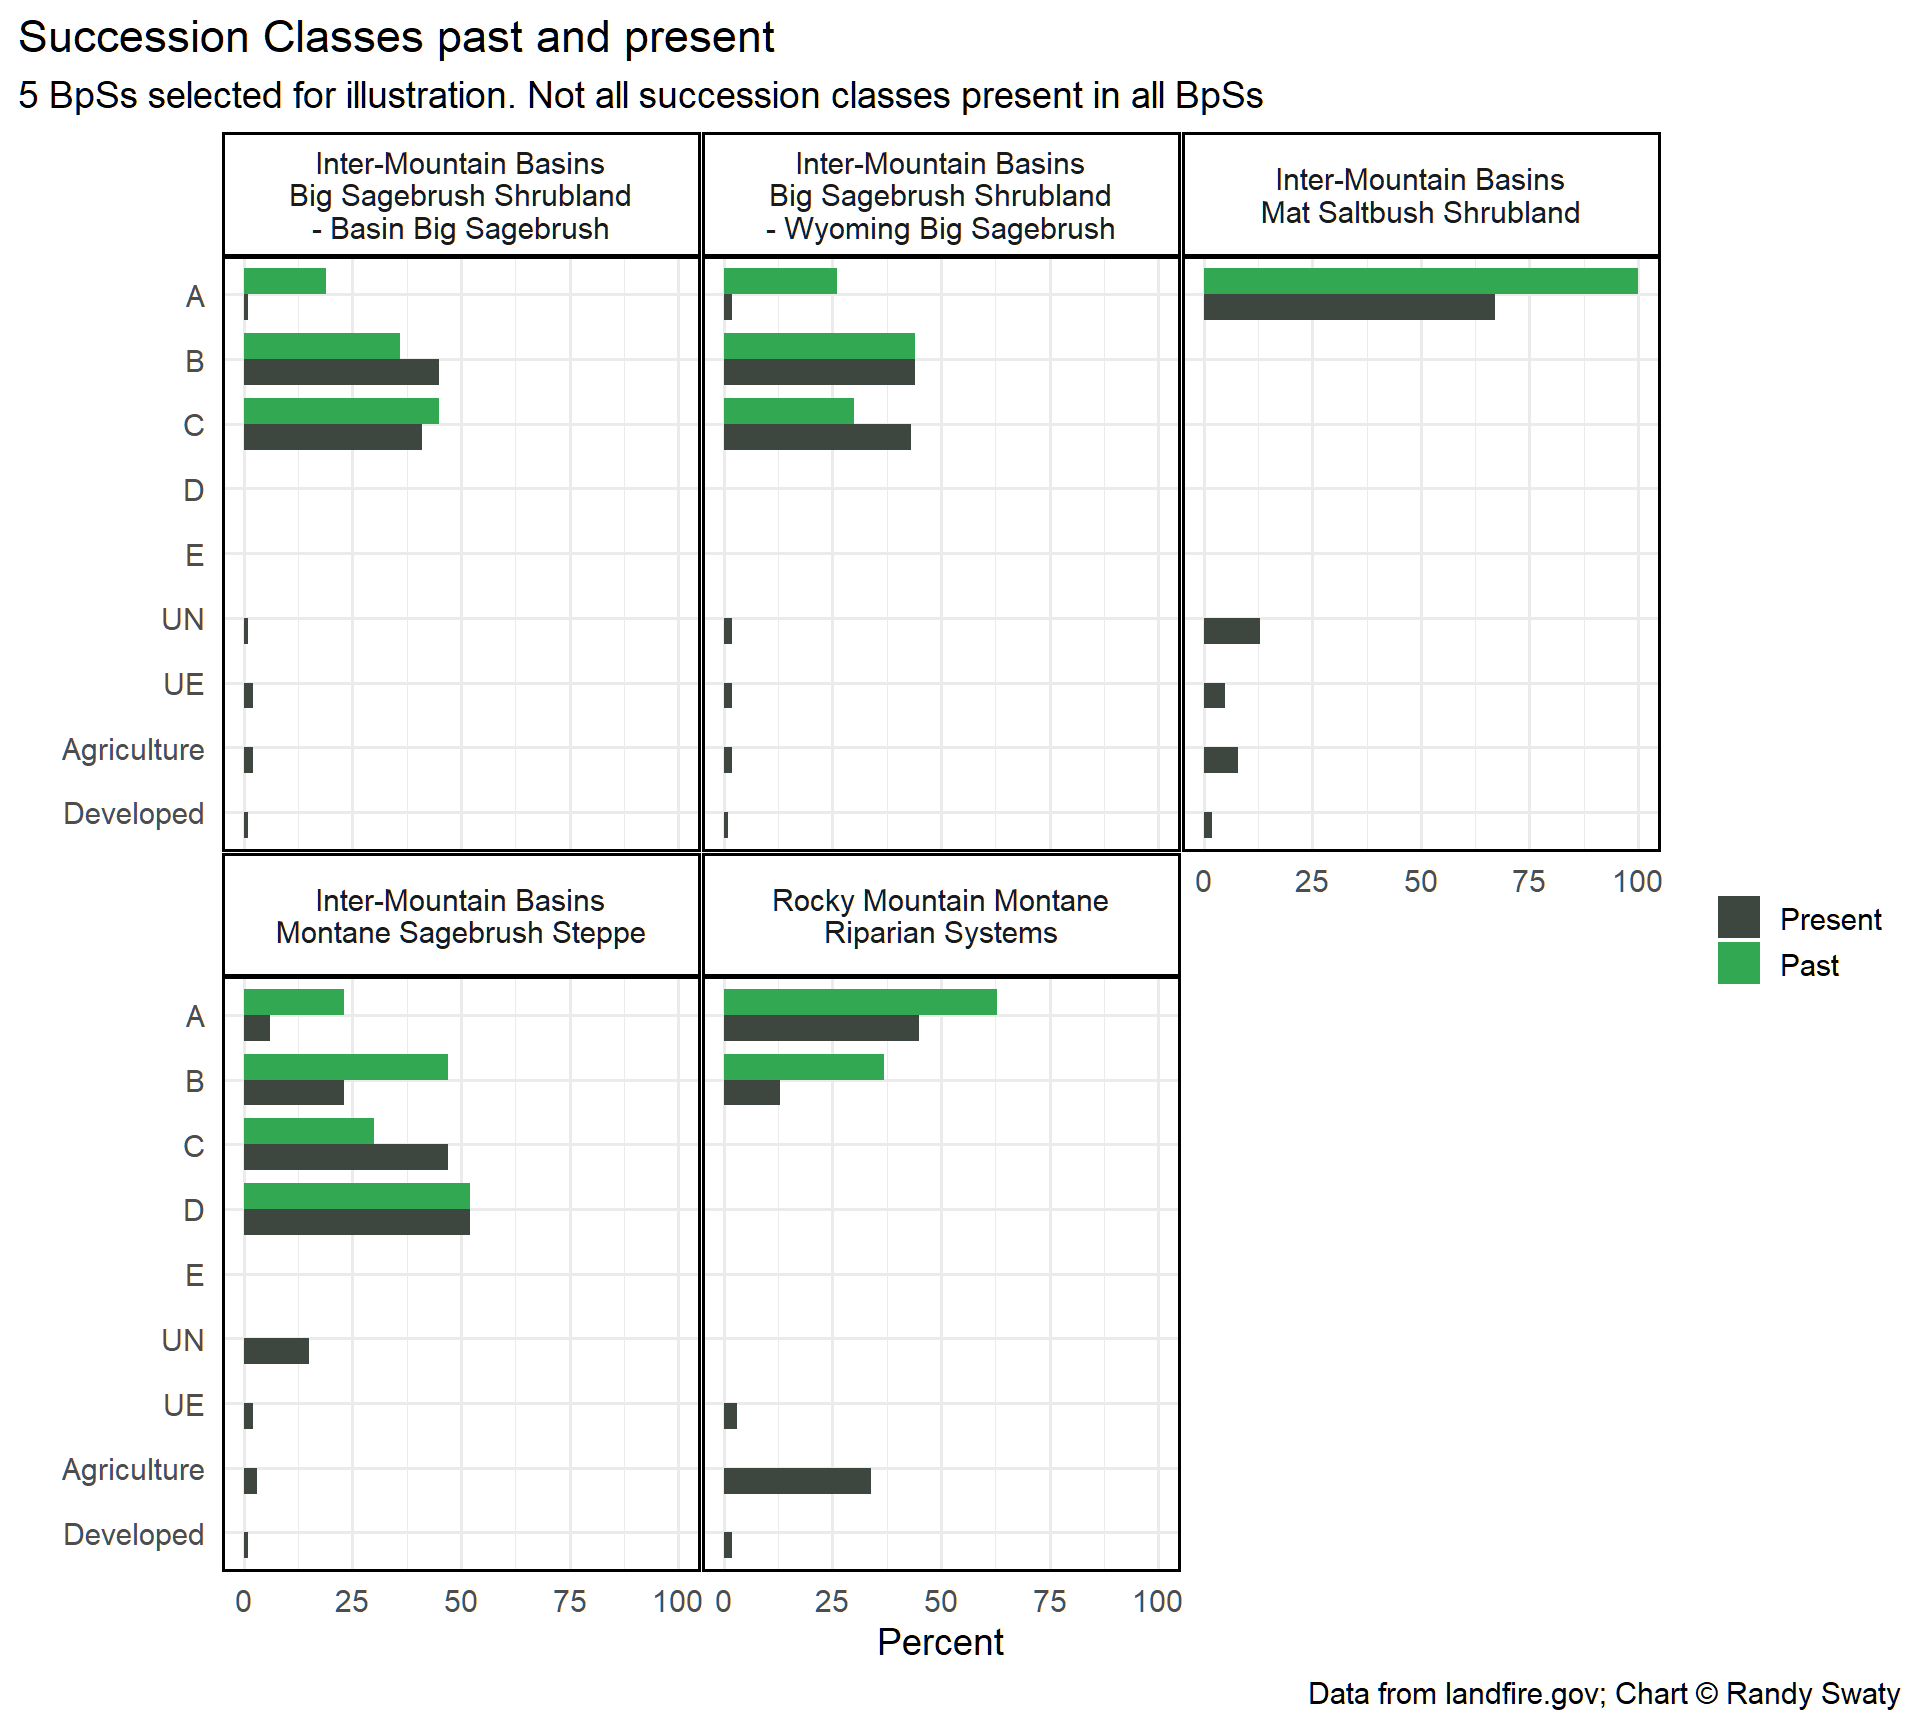 Succession Classes past and present
5 BpSs selected for illustration. Not all succession classes present in all BpSs
Inter-Mountain Basins
Big Sagebrush Shrubland
- Basin Big Sagebrush
Inter-Mountain Basins
Big Sagebrush Shrubland
- Wyoming Big Sagebrush
Inter-Mountain Basins
Mat Saltbush Shrubland
A
B
C
D
E
UN
UE
Agriculture
Developed
0 25 50 75 100
Inter-Mountain Basins
Montane Sagebrush Steppe
Rocky Mountain Montane
Riparian Systems
Present
Past
A
B
C
D
E
UN
UE
Agriculture
Developed
0 25 50 75 100 0 25 50 75 100
Percent
Data from landfire.gov; Chart © Randy Swaty